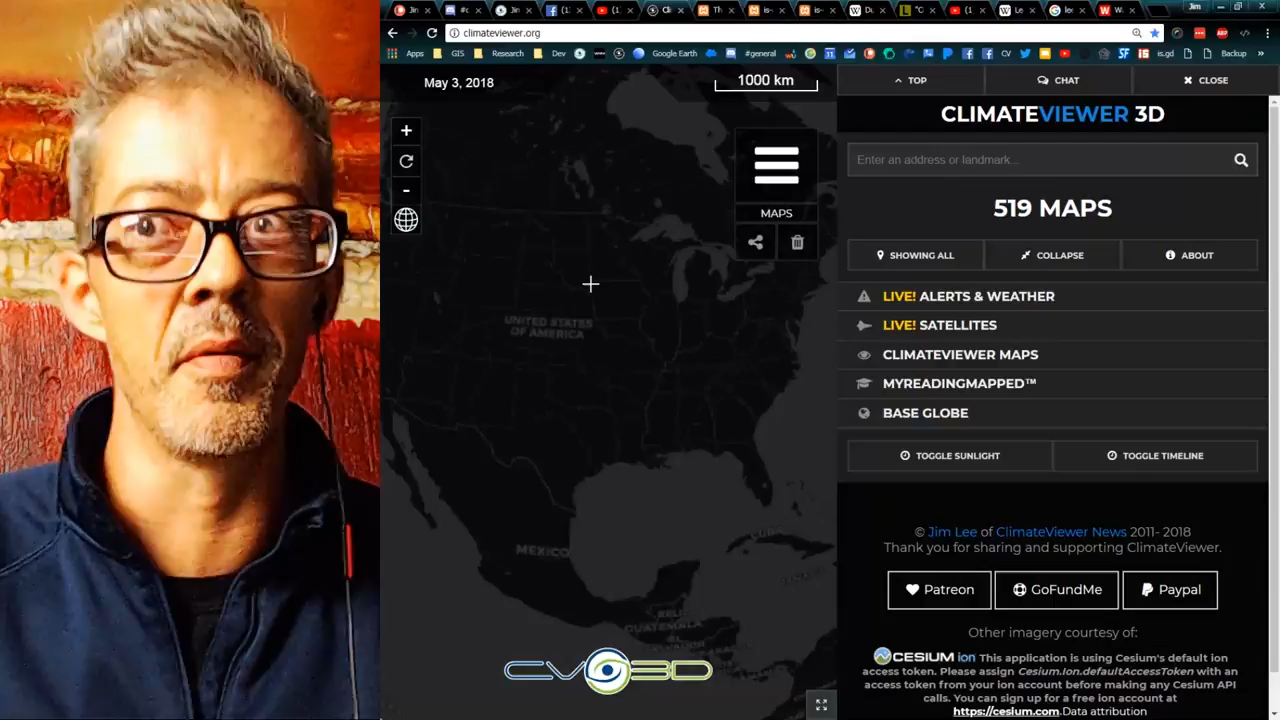 Jim
climateviewer.org
Apps
GIS
Research
Dev
Google Earth
#general
CV
is.gd
Backup
»
May 3, 2018
1000 km
TOP
CHAT
CLOSE
CLIMATEVIEWER 3D
Enter an address or landmark...
519 MAPS
MAPS
SHOWING ALL
COLLAPSE
ABOUT
LIVE! ALERTS & WEATHER
LIVE! SATELLITES
CLIMATEVIEWER MAPS
MYREADINGMAPPED™
BASE GLOBE
TOGGLE SUNLIGHT
TOGGLE TIMELINE
UNITED STATES
OF AMERICA
MEXICO
CUBA
GUATEMALA
CV3D
© Jim Lee of ClimateViewer News 2011- 2018
Thank you for sharing and supporting ClimateViewer.
Patreon
GoFundMe
Paypal
Other imagery courtesy of:
CESIUM ion This application is using Cesium's default ion
access token. Please assign Cesium.Ion.defaultAccessToken with an
access token from your ion account before making any Cesium API
calls. You can sign up for a free ion account at
https://cesium.com.Data attribution